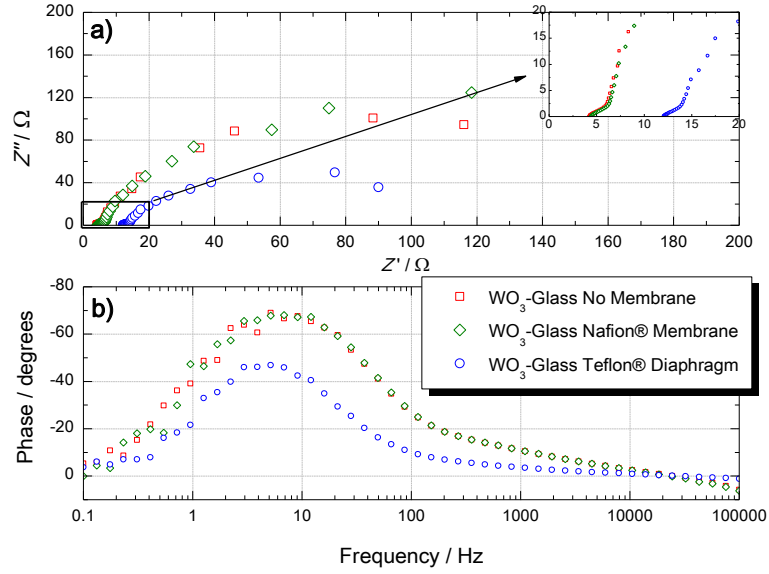 a)
200
160
120
80
40
0
Z''/ Ω
0 20 40 60 80 100 120 140 160 180 200
Z'/ Ω
20
15
10
5
0
0 5 10 15 20
b)
-80
-60
-40
-20
0
Phase / degrees
WO3-Glass No Membrane
WO3-Glass Nafion® Membrane
WO3-Glass Teflon® Diaphragm
0.1 1 10 100 1000 10000 100000
Frequency / Hz